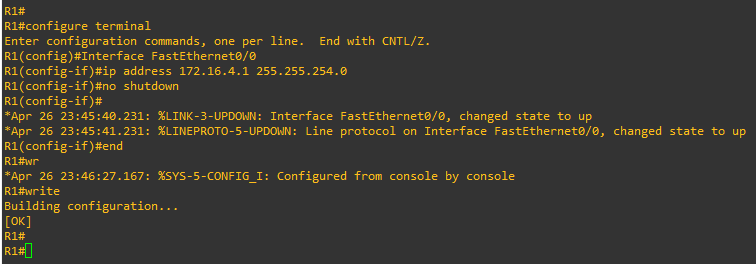 R1#
R1#configure terminal
Enter configuration commands, one per line.  End with CNTL/Z.
R1(config)#Interface FastEthernet0/0
R1(config-if)#ip address 172.16.4.1 255.255.254.0
R1(config-if)#no shutdown
R1(config-if)#
*Apr 26 23:45:40.231: %LINK-3-UPDOWN: Interface FastEthernet0/0, changed state to up
*Apr 26 23:45:41.231: %LINEPROTO-5-UPDOWN: Line protocol on Interface FastEthernet0/0, changed state to up
R1(config-if)#end
R1#wr
*Apr 26 23:46:27.167: %SYS-5-CONFIG_I: Configured from console by console
R1#write
Building configuration...
[OK]
R1#
R1#